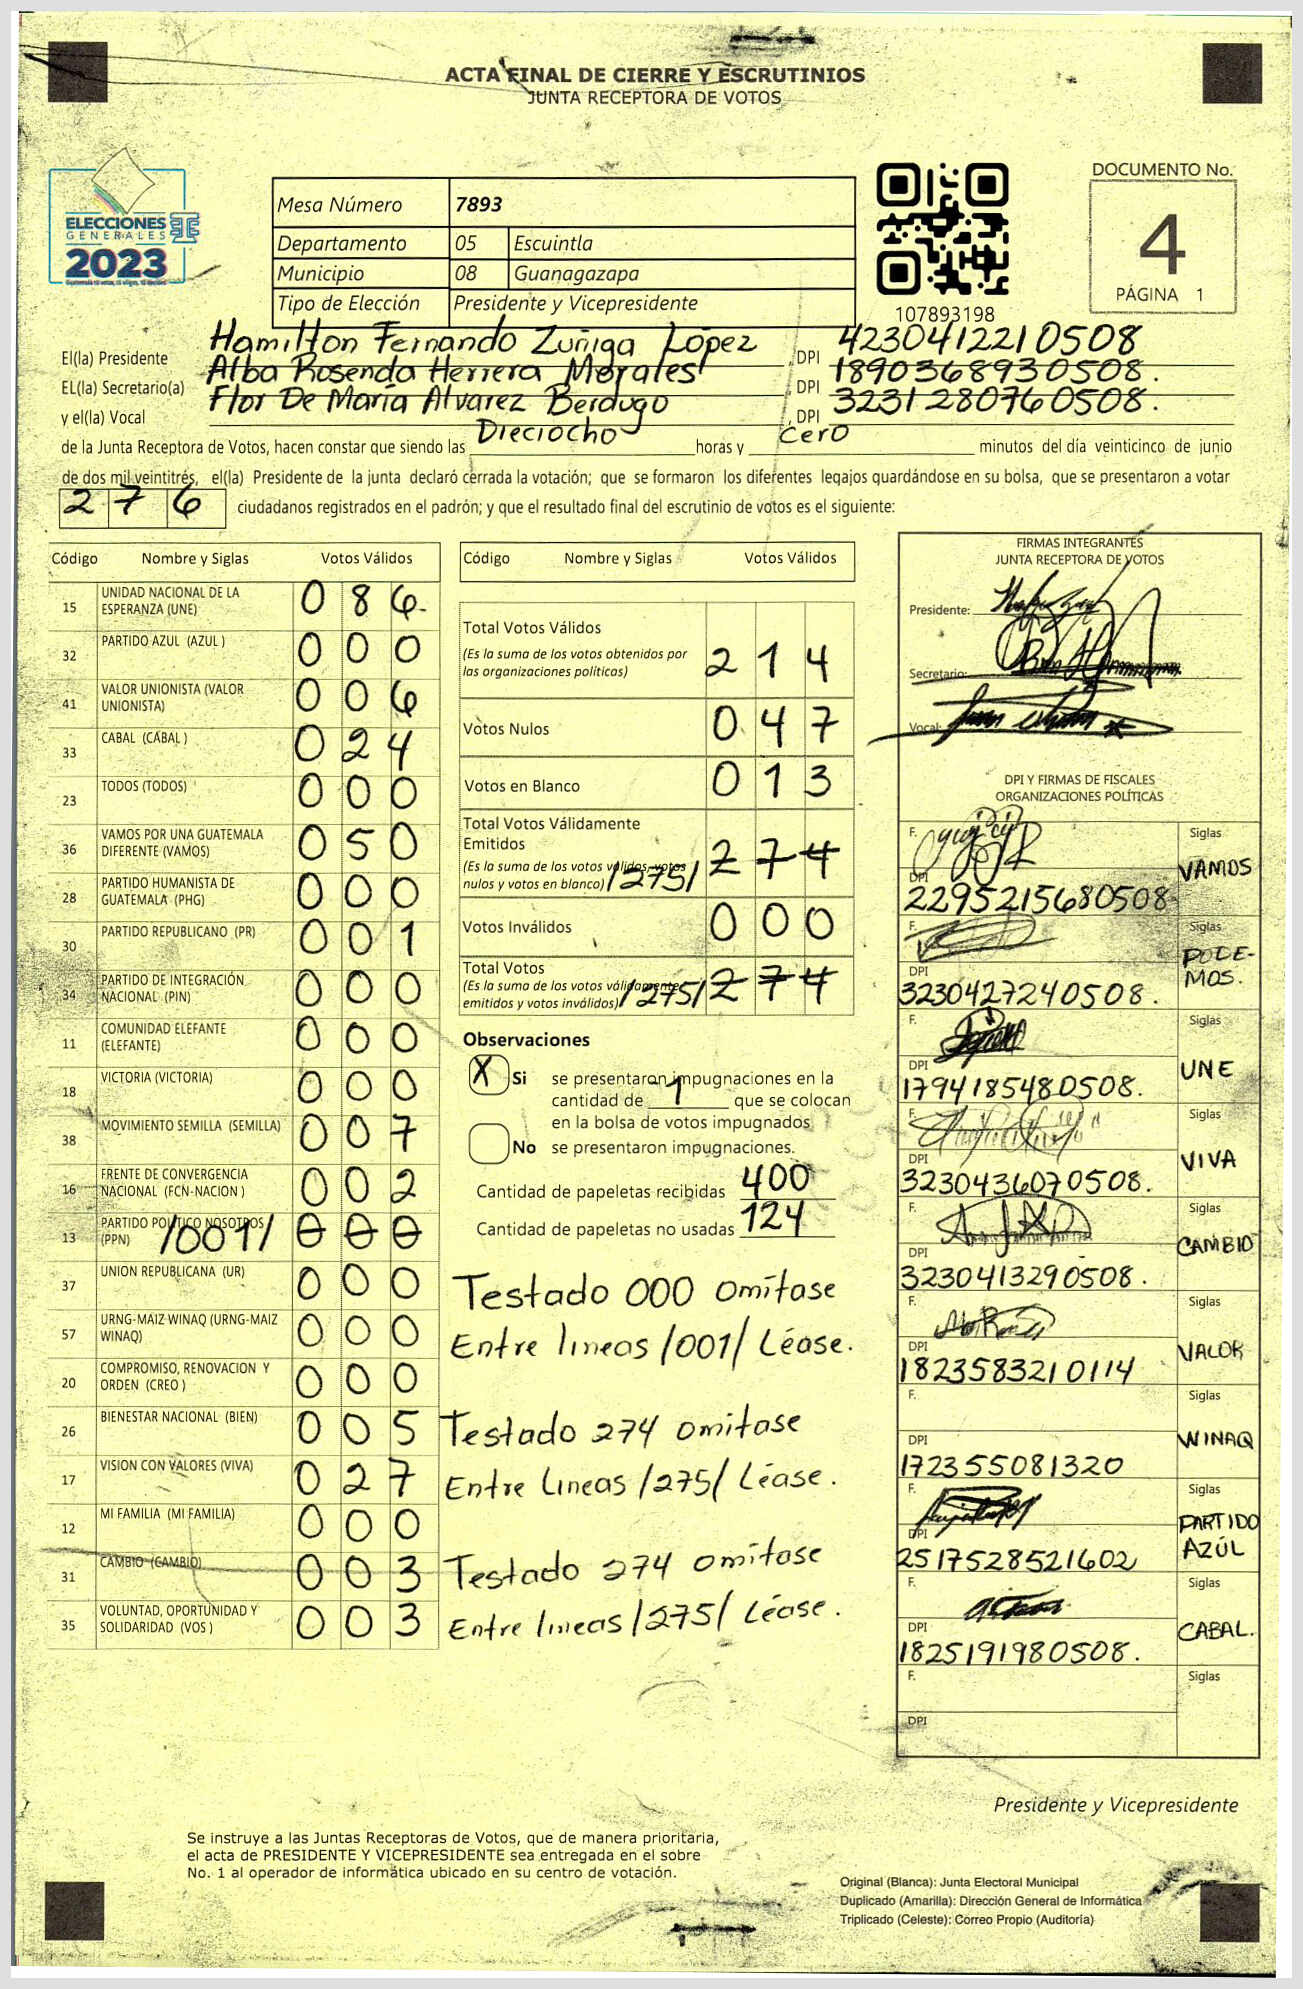 ACTA FINAL DE CIERRE Y ESCRUTINIOS
JUNTA RECEPTORA DE VOTOS
ELECCIONES
GENERALES
2023
Mesa Número 7893
Departamento 05 Escuintla
Municipio 08 Guanagazapa
Tipo de Elección Presidente y Vicepresidente
107893198
DOCUMENTO No.
4
PÁGINA 1
El(la) Presidente Hamilton Fernando Zuñiga López , DPI 4230412210508
EL(la) Secretario(a) Alba Rosenda Herrera Morales , DPI 1890368930508.
y el(la) Vocal Flor De María Alvarez Berdugo , DPI 3231280760508.
de la Junta Receptora de Votos, hacen constar que siendo las Dieciocho horas y cero minutos del día veinticinco de junio
de dos mil veintitrés, el(la) Presidente de la junta declaró cerrada la votación; que se formaron los diferentes legajos guardándose en su bolsa, que se presentaron a votar
276 ciudadanos registrados en el padrón; y que el resultado final del escrutinio de votos es el siguiente:
Código Nombre y Siglas Votos Válidos
15 UNIDAD NACIONAL DE LA ESPERANZA (UNE) 0 8 6
32 PARTIDO AZUL (AZUL ) 0 0 0
41 VALOR UNIONISTA (VALOR UNIONISTA) 0 0 6
33 CABAL (CABAL ) 0 2 4
23 TODOS (TODOS) 0 0 0
36 VAMOS POR UNA GUATEMALA DIFERENTE (VAMOS) 0 5 0
28 PARTIDO HUMANISTA DE GUATEMALA (PHG) 0 0 0
30 PARTIDO REPUBLICANO (PR) 0 0 1
34 PARTIDO DE INTEGRACIÓN NACIONAL (PIN) 0 0 0
11 COMUNIDAD ELEFANTE (ELEFANTE) 0 0 0
18 VICTORIA (VICTORIA) 0 0 0
38 MOVIMIENTO SEMILLA (SEMILLA) 0 0 7
16 FRENTE DE CONVERGENCIA NACIONAL (FCN-NACION ) 0 0 2
13 PARTIDO POLITICO NOSOTROS (PPN) /001/ 0 0 0
37 UNION REPUBLICANA (UR) 0 0 0
57 URNG-MAIZ-WINAQ (URNG-MAIZ WINAQ) 0 0 0
20 COMPROMISO, RENOVACION Y ORDEN (CREO ) 0 0 0
26 BIENESTAR NACIONAL (BIEN) 0 0 5
17 VISION CON VALORES (VIVA) 0 2 7
12 MI FAMILIA (MI FAMILIA) 0 0 0
31 CAMBIO (CAMBIO) 0 0 3
35 VOLUNTAD, OPORTUNIDAD Y SOLIDARIDAD (VOS ) 0 0 3
Código Nombre y Siglas Votos Válidos
Total Votos Válidos 2 1 4
(Es la suma de los votos obtenidos por
las organizaciones políticas)
Votos Nulos 0 4 7
Votos en Blanco 0 1 3
Total Votos Válidamente
Emitidos
(Es la suma de los votos válidos, votos
nulos y votos en blanco) /275/ 2 7 4
Votos Inválidos 0 0 0
Total Votos
(Es la suma de los votos válidamente
emitidos y votos inválidos) /275/ 2 7 4
Observaciones
X Si se presentaron impugnaciones en la
cantidad de 1 que se colocan
en la bolsa de votos impugnados
No se presentaron impugnaciones.
Cantidad de papeletas recibidas 400
Cantidad de papeletas no usadas 124
Testado 000 omítase
Entre líneas /001/ Léase.
Testado 274 omítase
Entre Líneas /275/ Léase.
Testado 274 omítase
Entre líneas /275/ Léase.
FIRMAS INTEGRANTES
JUNTA RECEPTORA DE VOTOS
Presidente:
Secretario:
Vocal:
DPI Y FIRMAS DE FISCALES
ORGANIZACIONES POLÍTICAS
F. Siglas
DPI 2295215680508 VAMOS
F. Siglas
DPI 3230427240508. PODE-
MOS.
F. Siglas
DPI 1794185480508. UNE
F. Siglas
DPI 3230436070508. VIVA
F. Siglas
DPI 3230413290508. CAMBIO
F. Siglas
DPI 1823583210114 VALOR
F. Siglas
DPI 172355081320 WINAQ
F. Siglas
DPI 2517528521602 PARTIDO
AZÚL
F. Siglas
DPI 1825191980508. CABAL.
F. Siglas
DPI
Presidente y Vicepresidente
Se instruye a las Juntas Receptoras de Votos, que de manera prioritaria,
el acta de PRESIDENTE Y VICEPRESIDENTE sea entregada en el sobre
No. 1 al operador de informática ubicado en su centro de votación.
Original (Blanca): Junta Electoral Municipal
Duplicado (Amarilla): Dirección General de Informática
Triplicado (Celeste): Correo Propio (Auditoría)